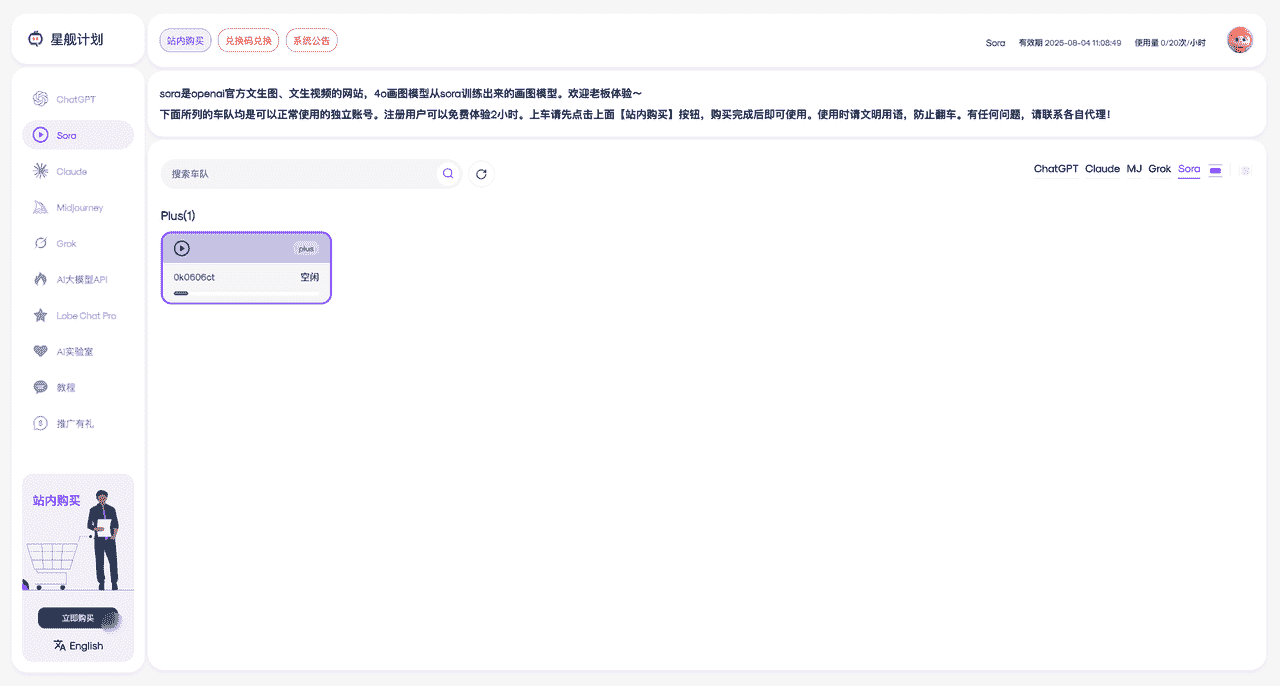 星舰计划
站内购买
兑换码兑换
系统公告
Sora 有效期 2025-08-04 11:08:49 使用量 0/20次/小时
ChatGPT
Sora
Claude
Midjourney
Grok
AI大模型API
Lobe Chat Pro
AI实验室
教程
推广有礼
站内购买
立即购买
English
sora是openai官方文生图、文生视频的网站，4o画图模型从sora训练出来的画图模型。欢迎老板体验～
下面所列的车队均是可以正常使用的独立账号。注册用户可以免费体验2小时。上车请先点击上面【站内购买】按钮，购买完成后即可使用。使用时请文明用语，防止翻车。有任何问题，请联系各自代理！
搜索车队
ChatGPT Claude MJ Grok Sora
Plus(1)
plus
0k0606ct 空闲